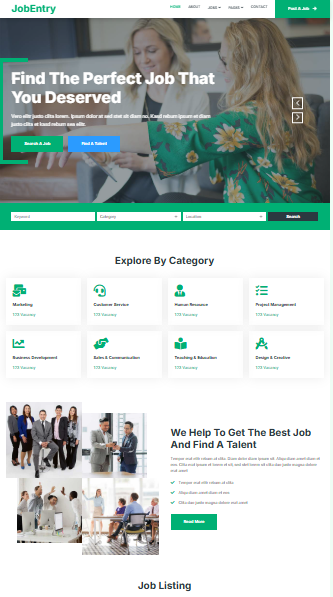 JobEntry
HOME ABOUT JOBS PAGES CONTACT
Find A Job
Find The Perfect Job That
You Deserved
Vero elitr justo clita lorem. Ipsum dolor at sed stet sit diam no. Kasd rebum ipsum et diam
justo clita et kasd rebum sea elitr.
Search A Job
Find A Talent
Keyword
Category
Location
Search
Explore By Category
Marketing
123 Vacancy
Customer Service
123 Vacancy
Human Resource
123 Vacancy
Project Management
123 Vacancy
Business Development
123 Vacancy
Sales & Communication
123 Vacancy
Teaching & Education
123 Vacancy
Design & Creative
123 Vacancy
We Help To Get The Best Job
And Find A Talent
Tempor erat elitr rebum at clita. Diam dolor diam ipsum sit. Aliqu diam amet diam et
eos. Clita erat ipsum et lorem et sit, sed stet lorem sit clita duo justo magna dolore
erat amet
Tempor erat elitr rebum at clita
Aliqu diam amet diam et eos
Clita duo justo magna dolore erat amet
Read More
Job Listing